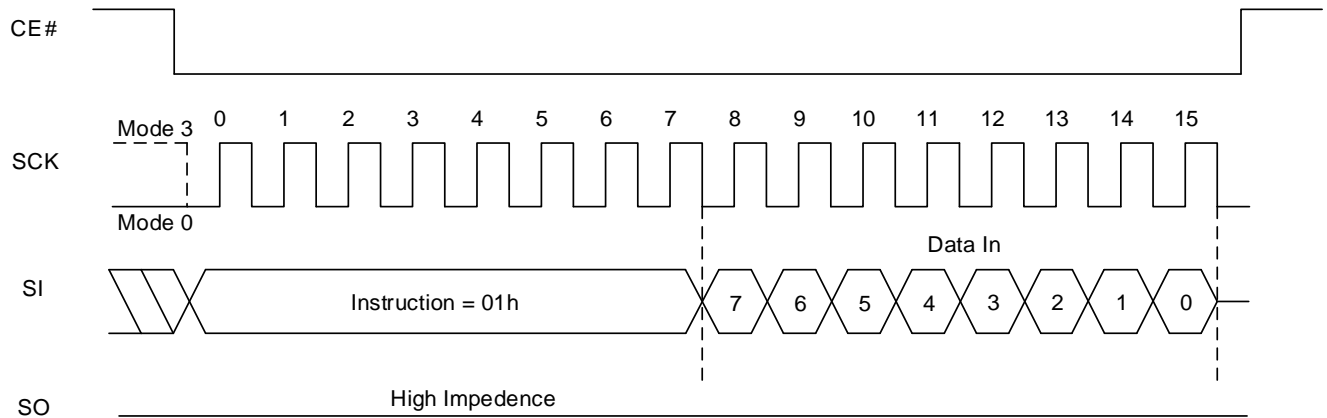 CE#
Mode 3 0 1 2 3 4 5 6 7 8 9 10 11 12 13 14 15
SCK
Mode 0
Data In
SI Instruction = 01h 7 6 5 4 3 2 1 0
High Impedence
SO